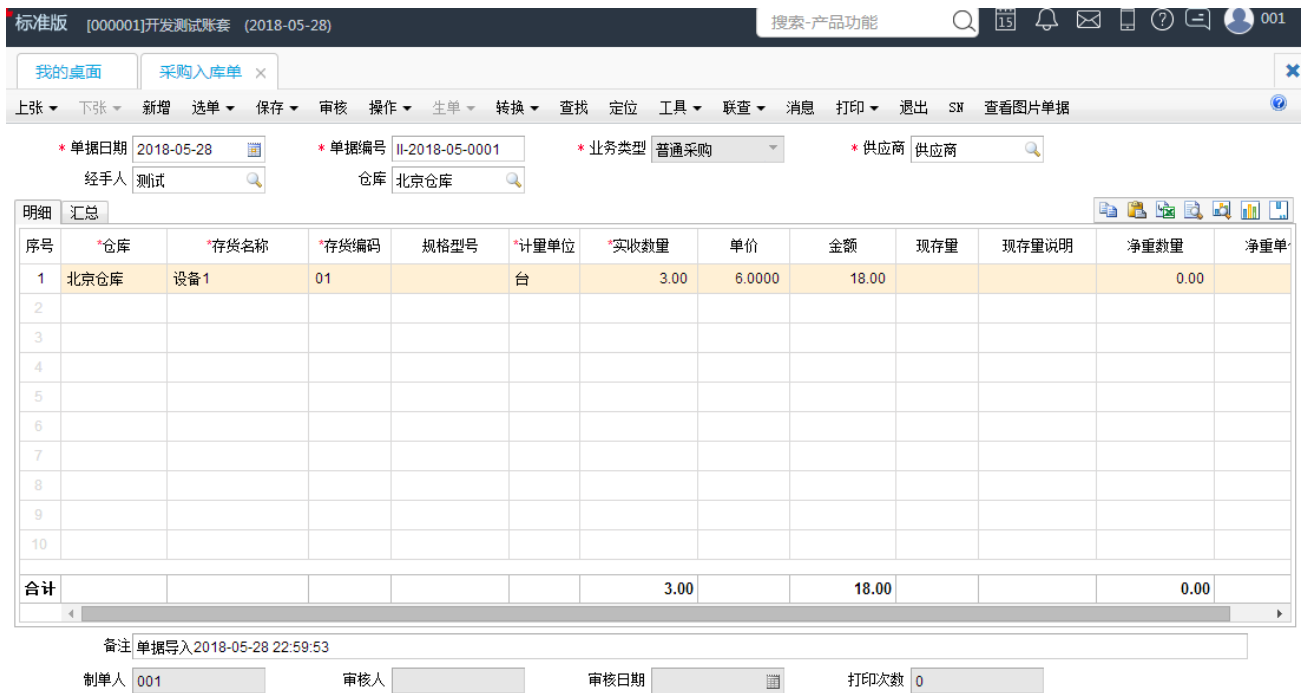 标准版 [000001]开发测试账套 (2018-05-28) 搜索-产品功能 15 001
我的桌面 采购入库单
上张 下张 新增 选单 保存 审核 操作 生单 转换 查找 定位 工具 联查 消息 打印 退出 SN 查看图片单据
* 单据日期 2018-05-28 * 单据编号 II-2018-05-0001 * 业务类型 普通采购 * 供应商 供应商
经手人 测试 仓库 北京仓库
明细 汇总
序号 *仓库 *存货名称 *存货编码 规格型号 *计量单位 *实收数量 单价 金额 现存量 现存量说明 净重数量 净重单
1 北京仓库 设备1 01 台 3.00 6.0000 18.00 0.00
2
3
4
5
6
7
8
9
10
合计 3.00 18.00 0.00
备注 单据导入2018-05-28 22:59:53
制单人 001 审核人 审核日期 打印次数 0